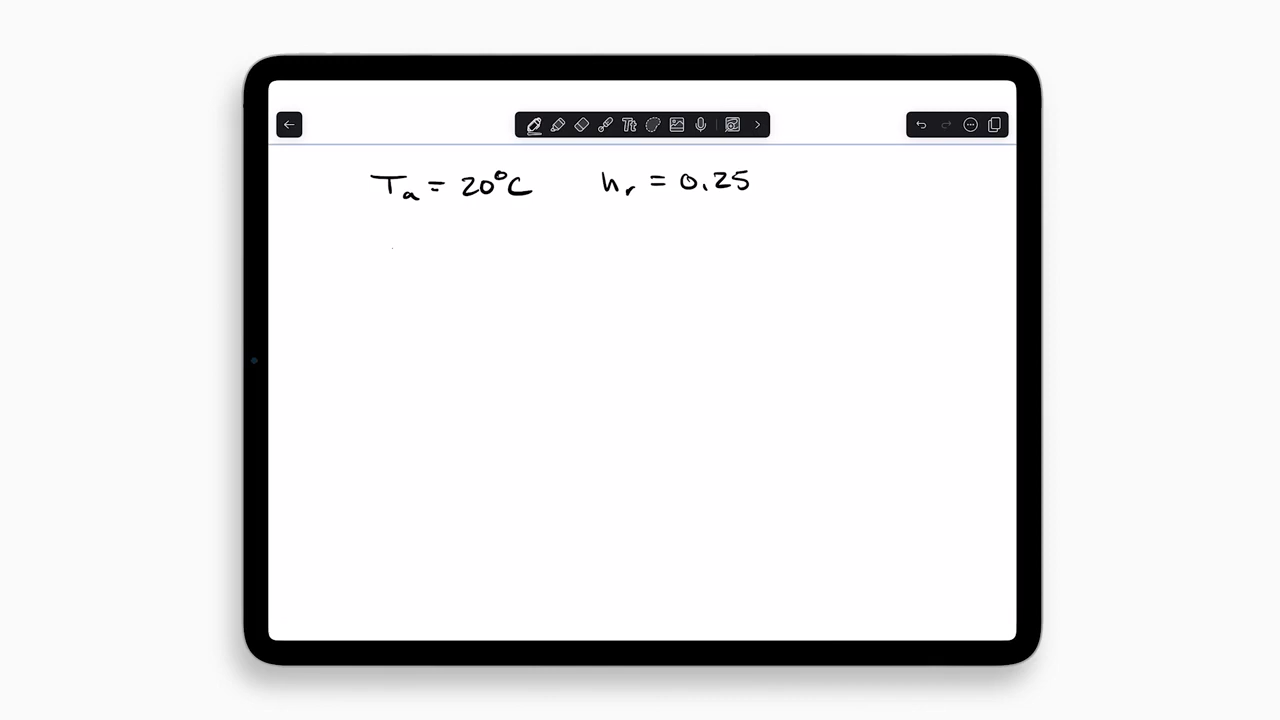 Tₐ = 20°C hᵣ = 0.25